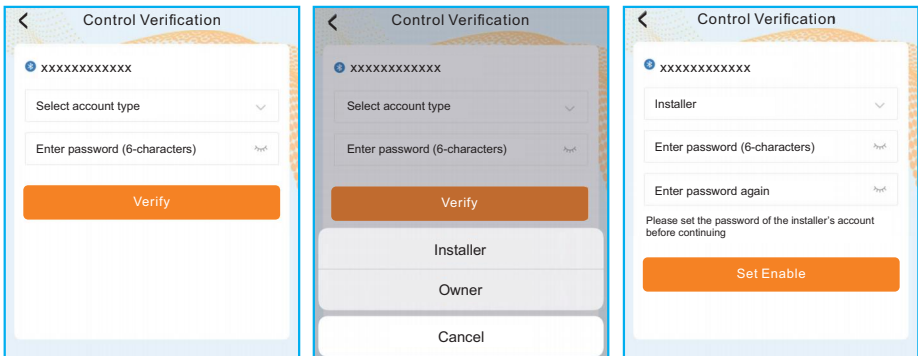 Control Verification
xxxxxxxxxxxx
Select account type
Enter password (6-characters)
Verify
Control Verification
xxxxxxxxxxxx
Select account type
Enter password (6-characters)
Verify
Installer
Owner
Cancel
Control Verification
xxxxxxxxxxxx
Installer
Enter password (6-characters)
Enter password again
Please set the password of the installer's account
before continuing
Set Enable